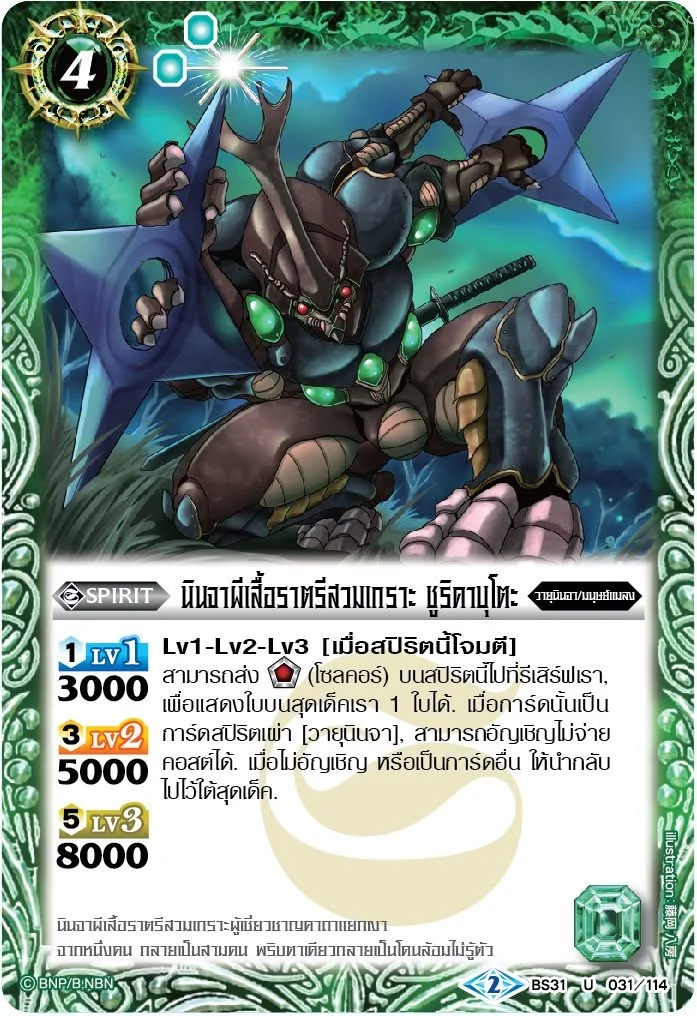 4
SPIRIT นินจาผีเสื้อราตรีสวมเกราะ ชูริคาบุโตะ วายุนินจา/มนุษย์แมลง
1 LV1
3000
3 LV2
5000
5 LV3
8000
Lv1-Lv2-Lv3 [เมื่อสปิริตนี้โจมตี]
สามารถส่ง (โซลคอร์) บนสปิริตนี้ไปที่รีเสิร์ฟเรา,
เพื่อแสดงใบบนสุดเด็คเรา 1 ใบได้. เมื่อการ์ดนั้นเป็น
การ์ดสปิริตเผ่า [วายุนินจา], สามารถอัญเชิญไม่จ่าย
คอสต์ได้. เมื่อไม่อัญเชิญ หรือเป็นการ์ดอื่น ให้นำกลับ
ไปไว้ใต้สุดเด็ค.
นินจาผีเสื้อราตรีสวมเกราะผู้เชี่ยวชาญคาถาแยกเงา
จากหนึ่งคน กลายเป็นสามคน พริบตาเดียวกลายเป็นโดนล้อมไม่รู้ตัว
illustration : 藤岡 八房
©BNP/B,NBN
2 BS31 U 031/114